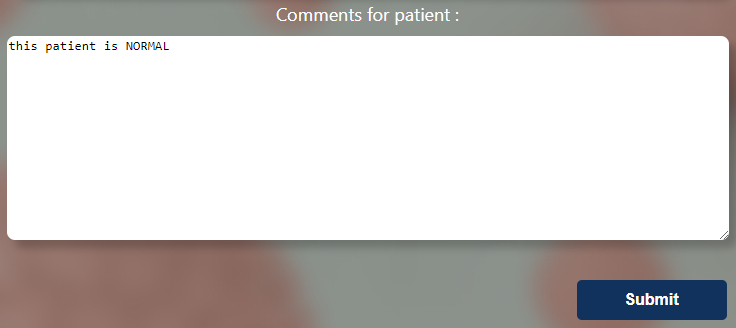 Comments for patient :
this patient is NORMAL
Submit